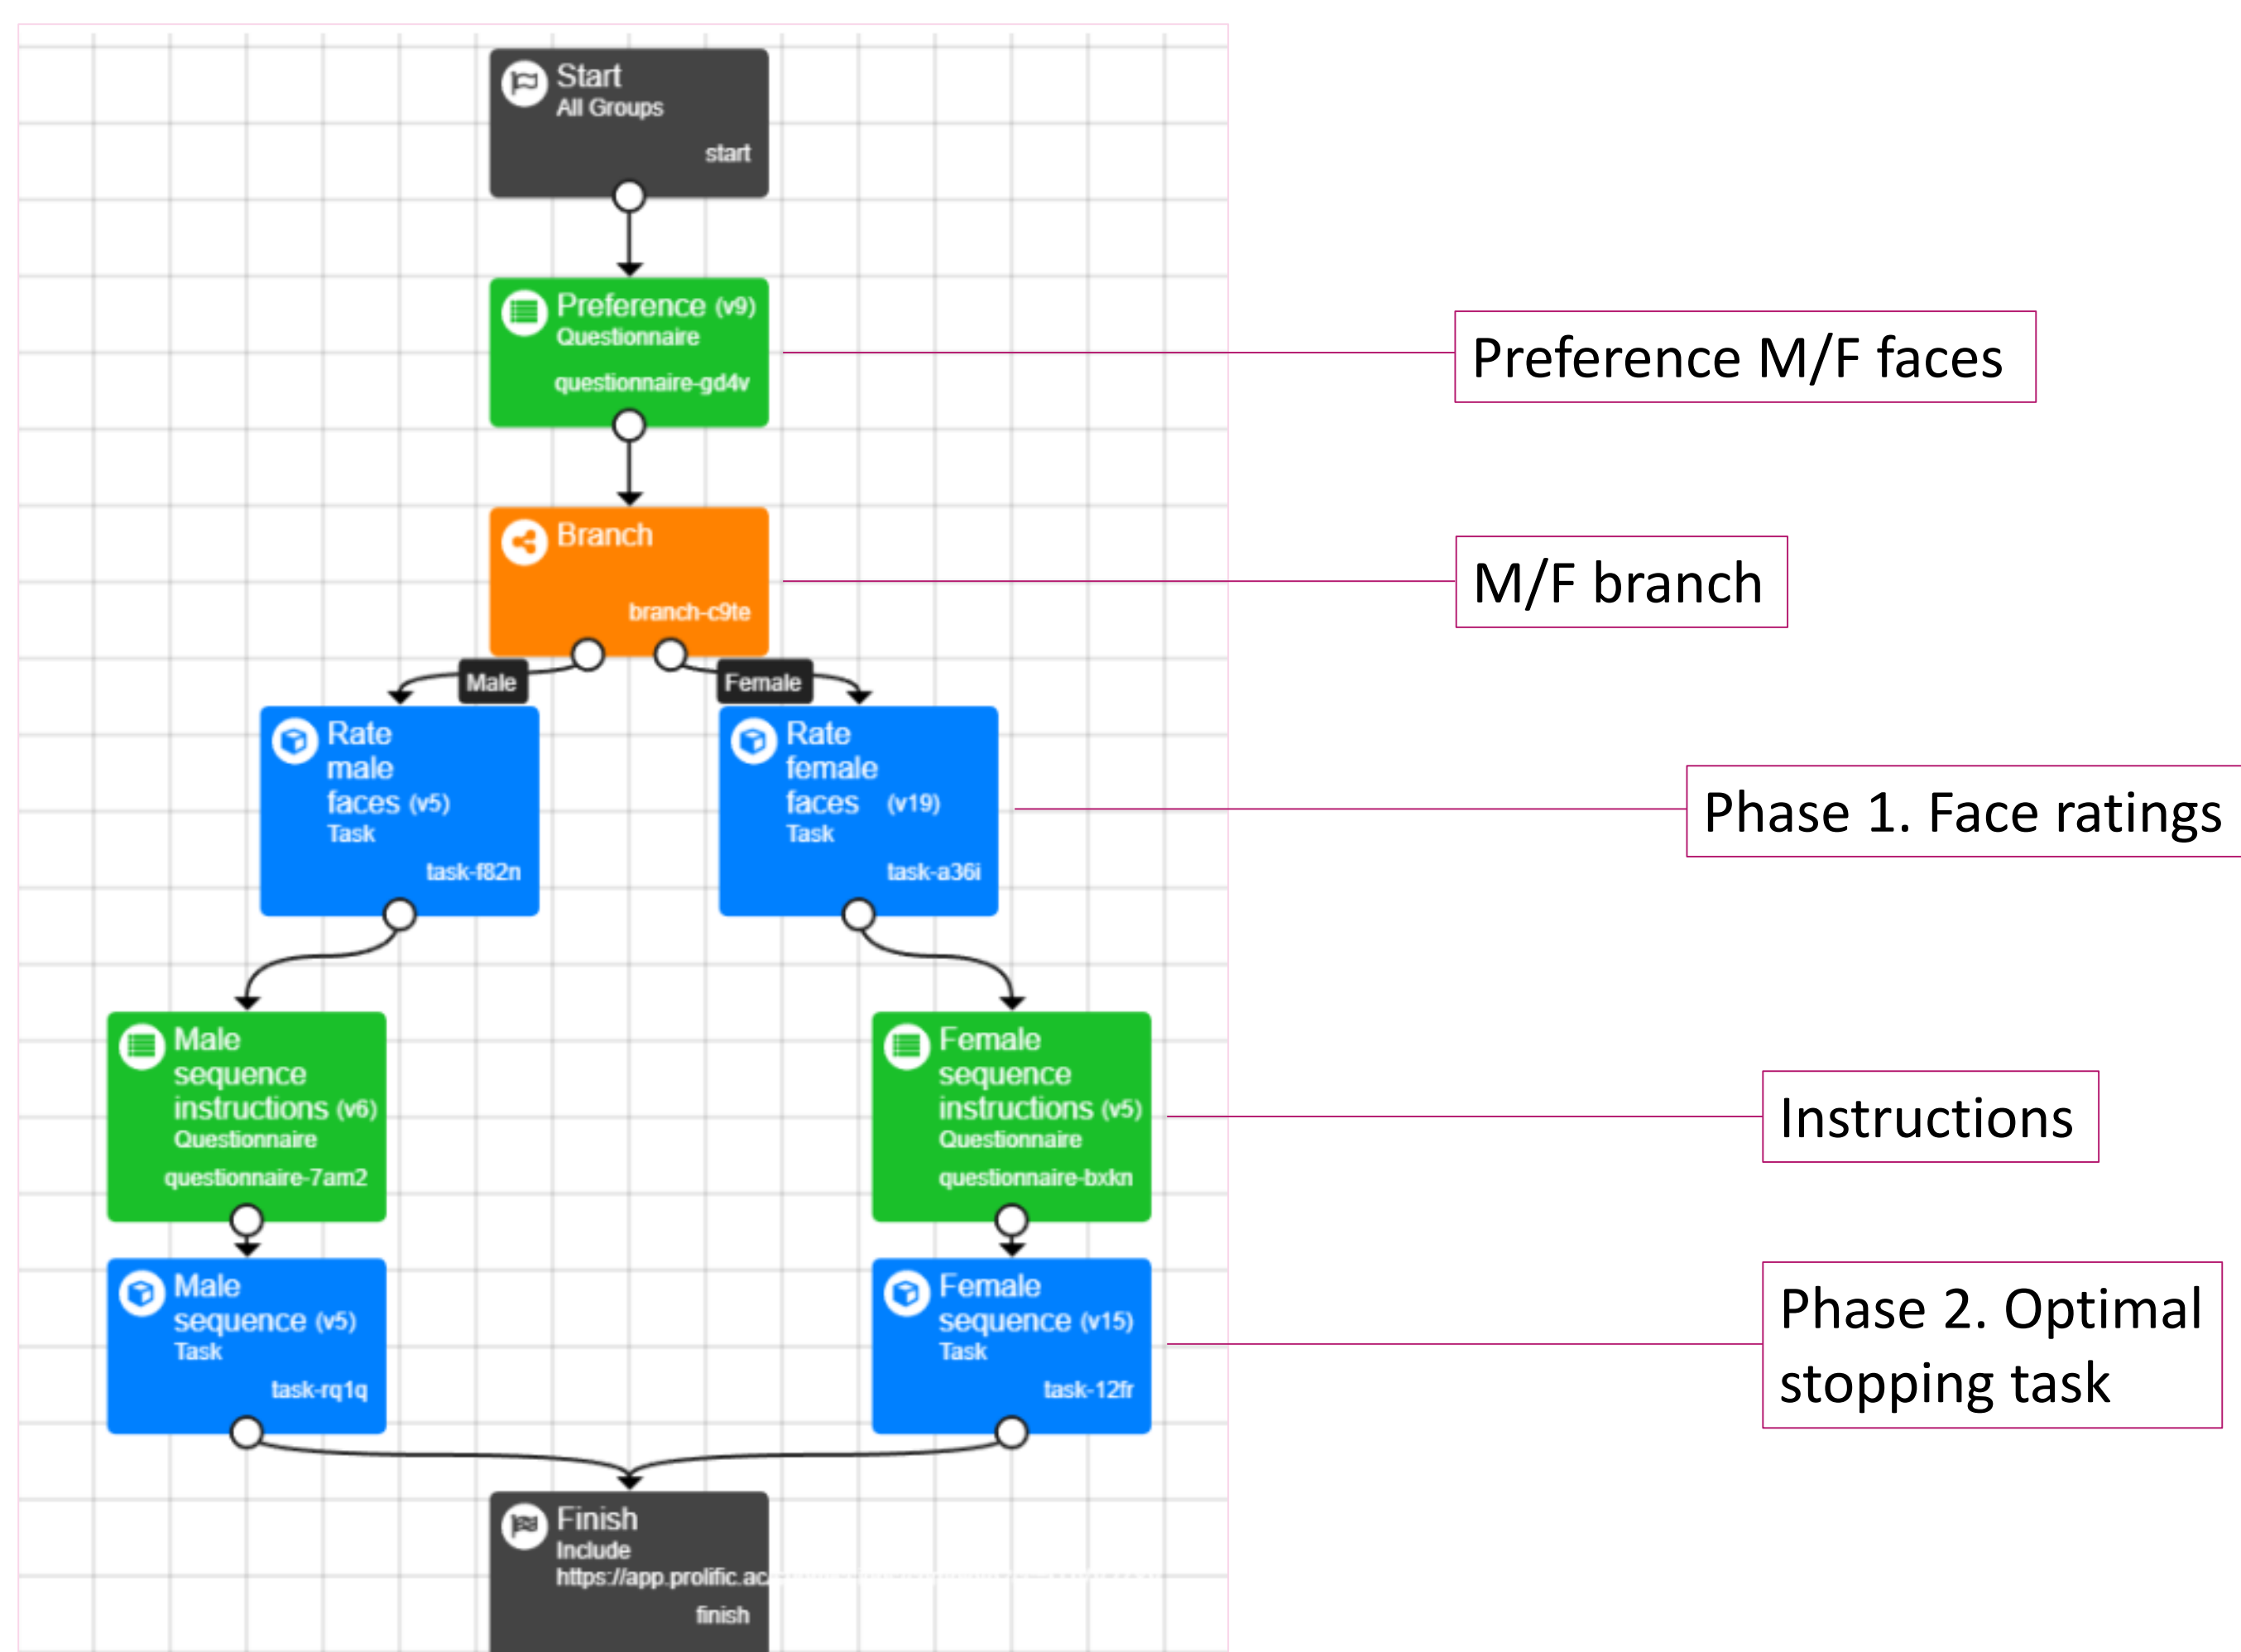 Start
All Groups
start
Preference (v9)
Questionnaire
questionnaire-gd4v
Preference M/F faces
Branch
branch-c9te
M/F branch
Male
Female
Rate
male
faces (v5)
Task
task-f82n
Rate
female
faces (v19)
Task
task-a36i
Phase 1. Face ratings
Male
sequence
instructions (v6)
Questionnaire
questionnaire-7am2
Female
sequence
instructions (v5)
Questionnaire
questionnaire-bxkn
Instructions
Male
sequence (v5)
Task
task-rq1q
Female
sequence (v15)
Task
task-12fr
Phase 2. Optimal
stopping task
Finish
Include
https://app.prolific.ac
finish